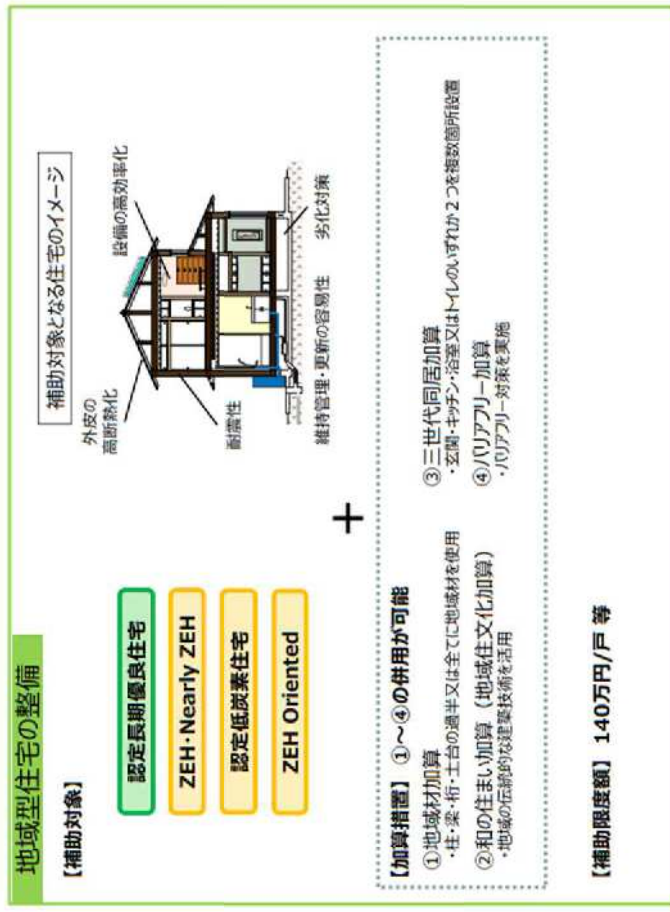 地域型住宅の整備
【補助対象】
認定長期優良住宅
ZEH・Nearly ZEH
認定低炭素住宅
ZEH Oriented
補助対象となる住宅のイメージ
外皮の
高断熱化
設備の高効率化
耐震性
維持管理・更新の容易性
劣化対策
+
【加算措置】 ①~④の併用が可能
①地域材加算
・柱・梁・桁・土台の過半又は全てに地域材を使用
②和の住まい加算(地域住文化加算)
・地域の伝統的な建築技術を活用
③三世代同居加算
・玄関・キッチン・浴室又はトイレのいずれか2つを複数箇所設置
④バリアフリー加算
・バリアフリー対策を実施
【補助限度額】 140万円/戸 等